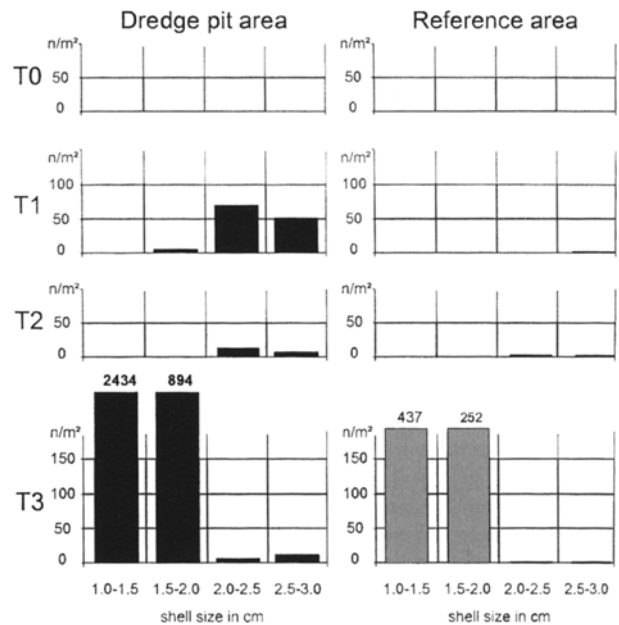 Dredge pit area Reference area
T0
n/m² n/m²
50 50
0 0
T1
n/m² n/m²
100 100
50 50
0 0
T2
n/m² n/m²
50 50
0 0
T3
2434 894
437 252
n/m² n/m²
150 150
100 100
50 50
0 0
1.0-1.5 1.5-2.0 2.0-2.5 2.5-3.0 1.0-1.5 1.5-2.0 2.0-2.5 2.5-3.0
shell size in cm shell size in cm